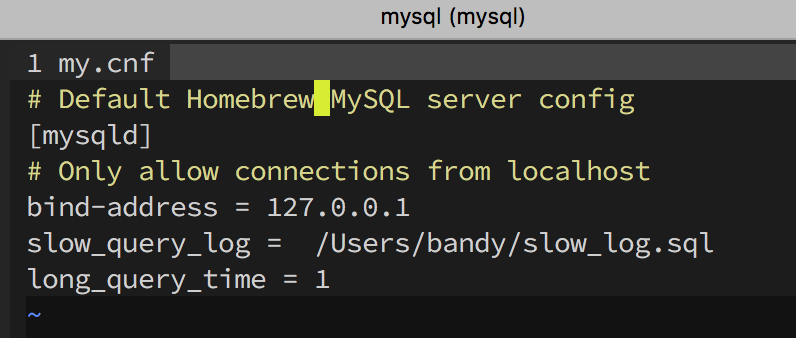 mysql (mysql)
1 my.cnf
# Default Homebrew MySQL server config
[mysqld]
# Only allow connections from localhost
bind-address = 127.0.0.1
slow_query_log =  /Users/bandy/slow_log.sql
long_query_time = 1
~